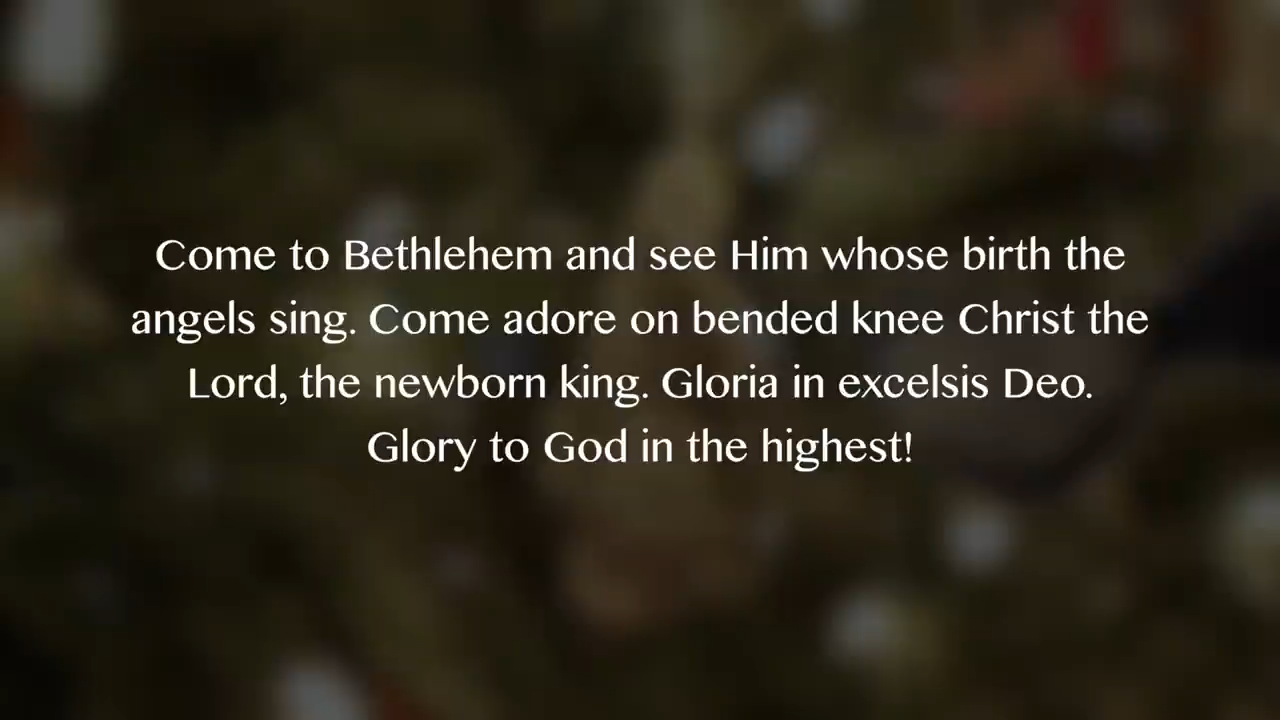 Come to Bethlehem and see Him whose birth the
angels sing. Come adore on bended knee Christ the
Lord, the newborn king. Gloria in excelsis Deo.
Glory to God in the highest!